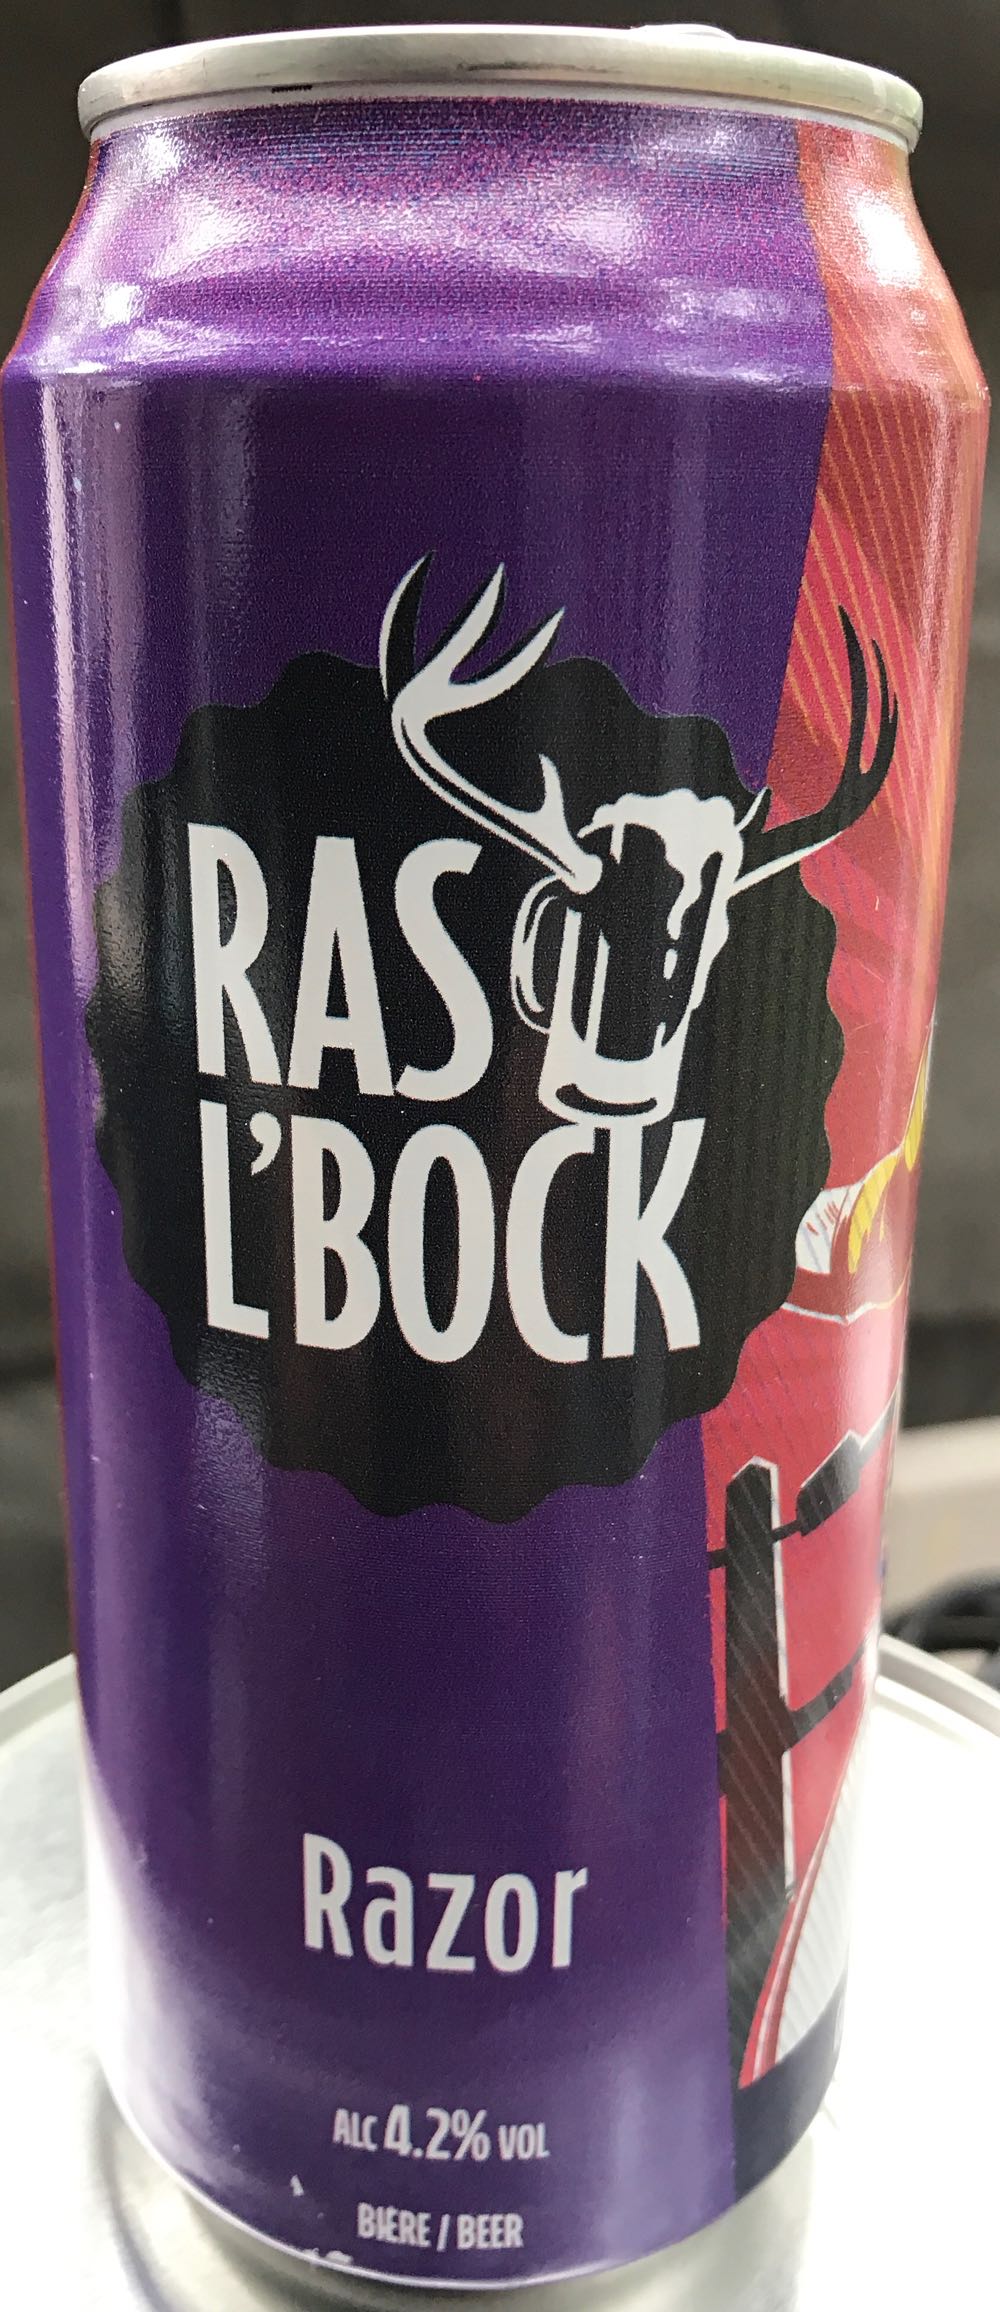 RAS
L'BOCK
Razor
ALC 4.2% VOL
BIÈRE / BEER